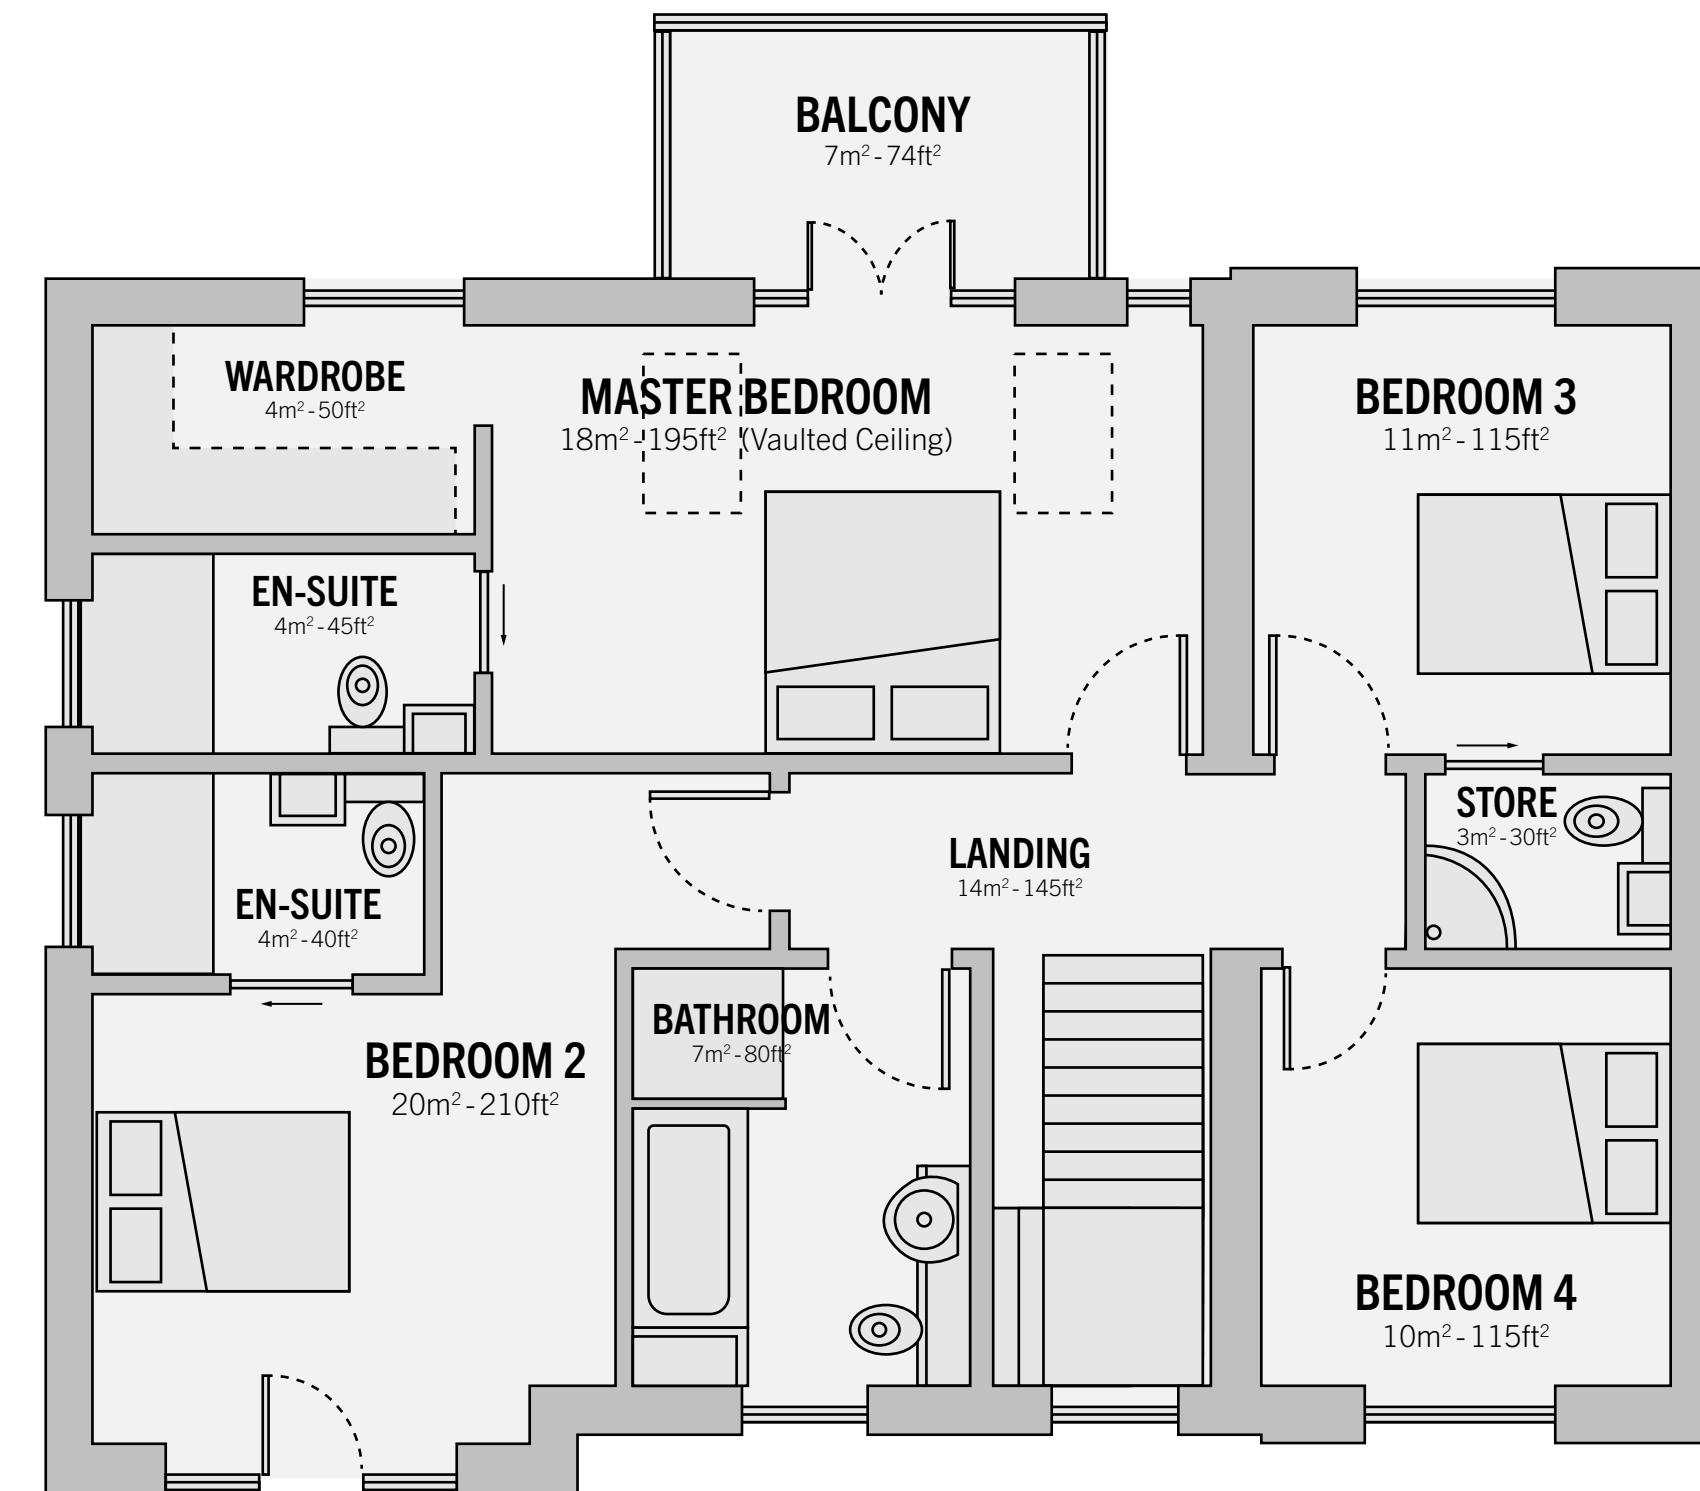 BALCONY
7m² - 74ft²
WARDROBE
4m² - 50ft²
MASTER BEDROOM
18m² - 195ft² (Vaulted Ceiling)
BEDROOM 3
11m² - 115ft²
EN-SUITE
4m² - 45ft²
STORE
3m² - 30ft²
LANDING
14m² - 145ft²
EN-SUITE
4m² - 40ft²
BATHROOM
7m² - 80ft²
BEDROOM 2
20m² - 210ft²
BEDROOM 4
10m² - 115ft²